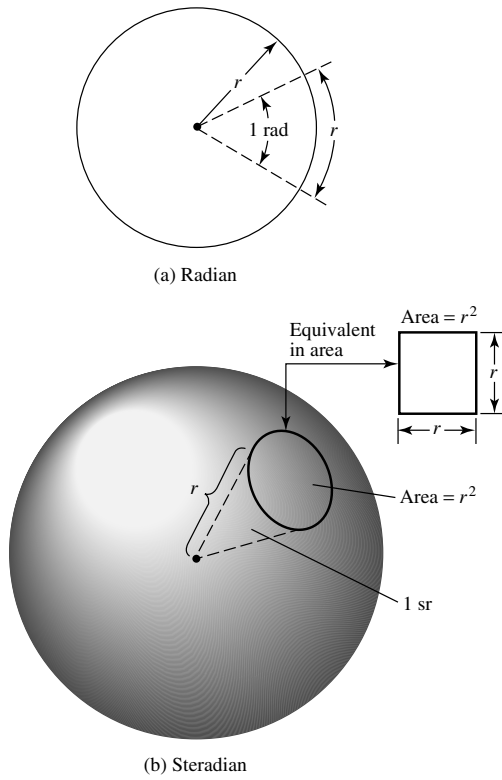 r
1 rad
r
(a) Radian
Area = r²
Equivalent
in area
r
r
r
Area = r²
1 sr
(b) Steradian